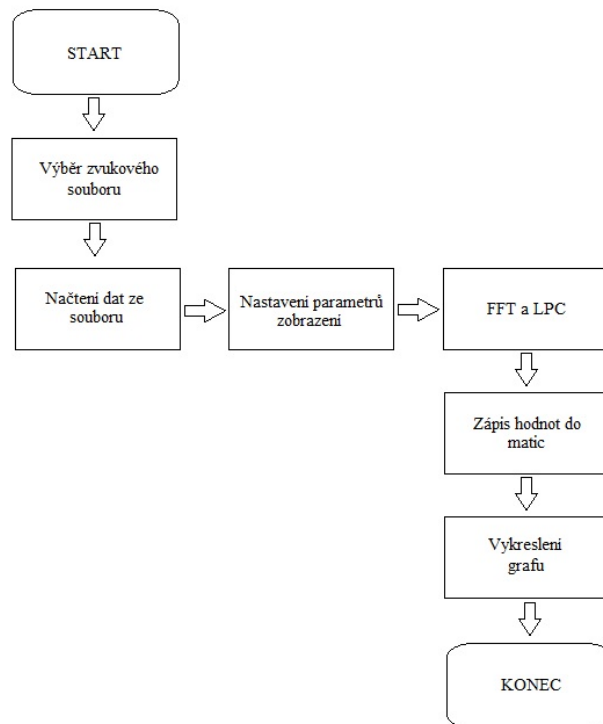 START
Výběr zvukového
souboru
Načtení dat ze
souboru
Nastavení parametrů
zobrazení
FFT a LPC
Zápis hodnot do
matic
Vykreslení
grafu
KONEC